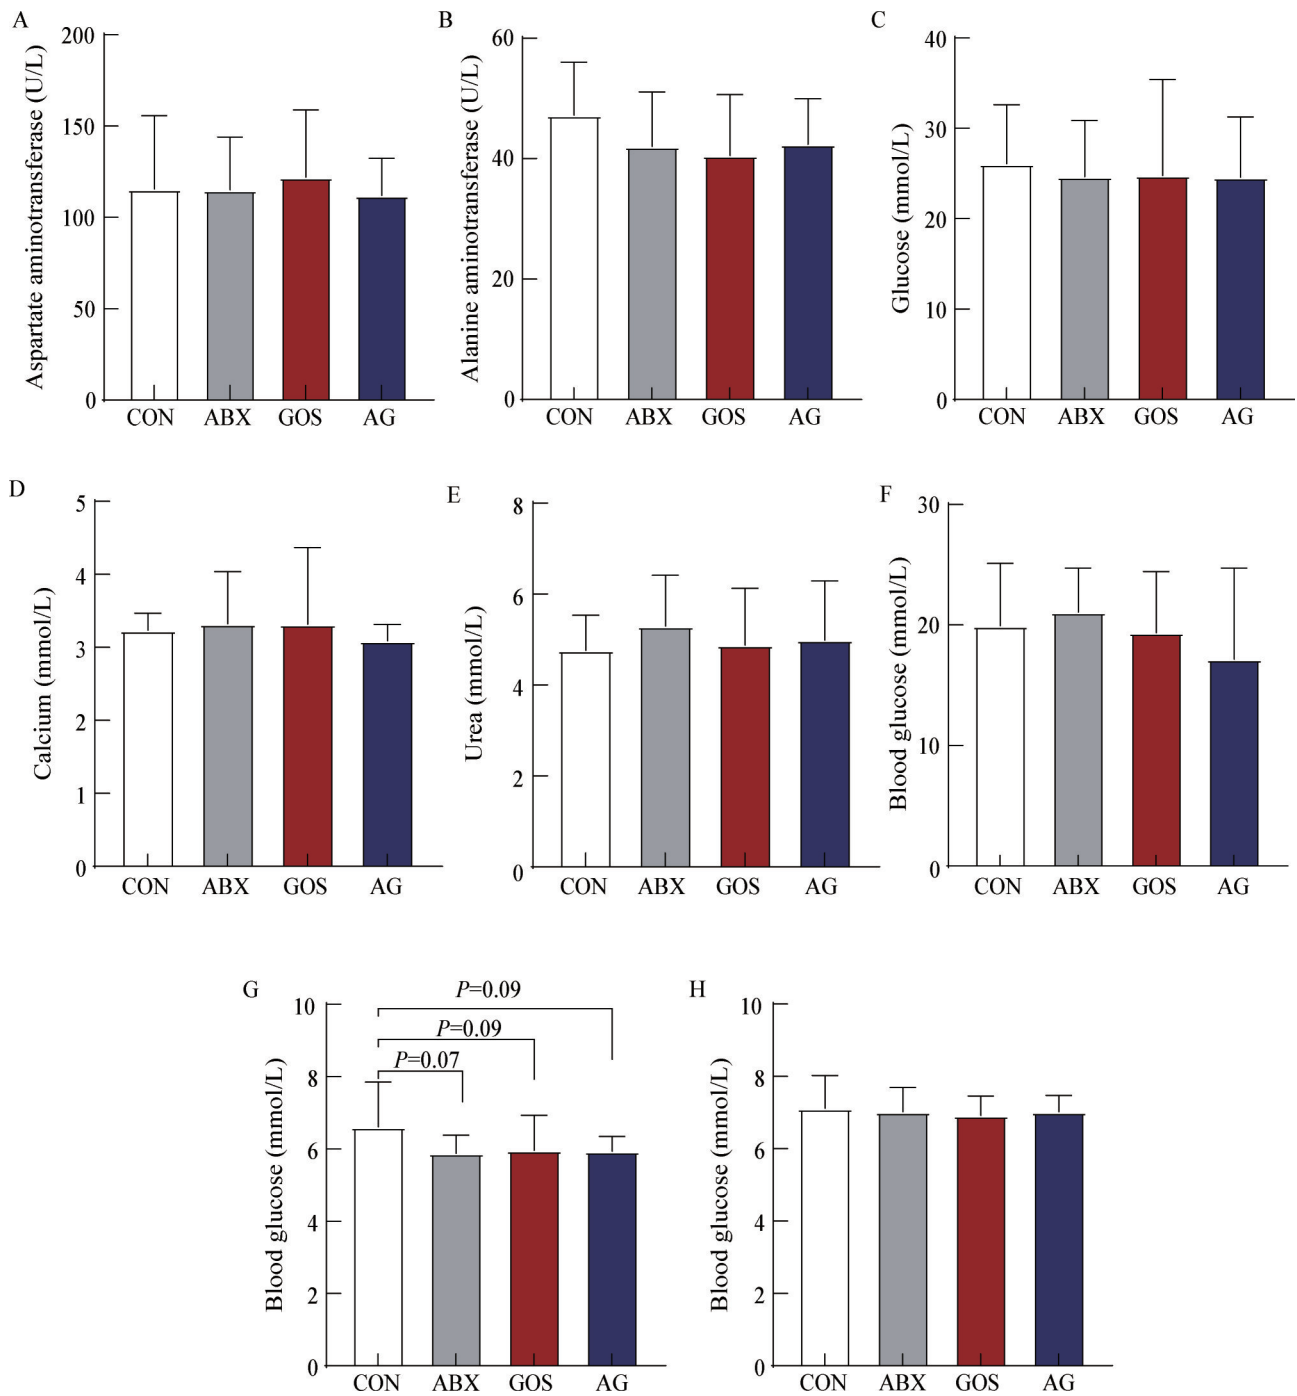 A
Aspartate aminotransferase (U/L)
200
150
100
50
0
CON ABX GOS AG
B
Alanine aminotransferase (U/L)
60
40
20
0
CON ABX GOS AG
C
Glucose (mmol/L)
40
30
20
10
0
CON ABX GOS AG
D
Calcium (mmol/L)
5
4
3
2
1
0
CON ABX GOS AG
E
Urea (mmol/L)
8
6
4
2
0
CON ABX GOS AG
F
Blood glucose (mmol/L)
30
20
10
0
CON ABX GOS AG
G
Blood glucose (mmol/L)
10
8
6
4
2
0
P=0.09
P=0.09
P=0.07
CON ABX GOS AG
H
Blood glucose (mmol/L)
10
8
6
4
2
0
CON ABX GOS AG